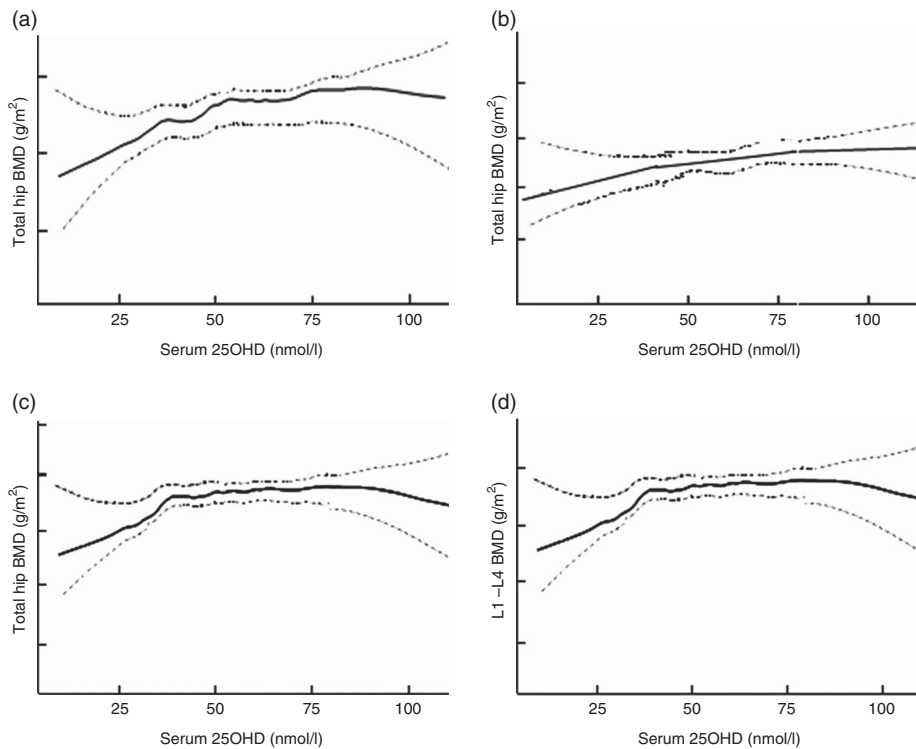 (a)
Total hip BMD (g/m²)
25 50 75 100
Serum 25OHD (nmol/l)
(b)
Total hip BMD (g/m²)
25 50 75 100
Serum 25OHD (nmol/l)
(c)
Total hip BMD (g/m²)
25 50 75 100
Serum 25OHD (nmol/l)
(d)
L1 –L4 BMD (g/m²)
25 50 75 100
Serum 25OHD (nmol/l)